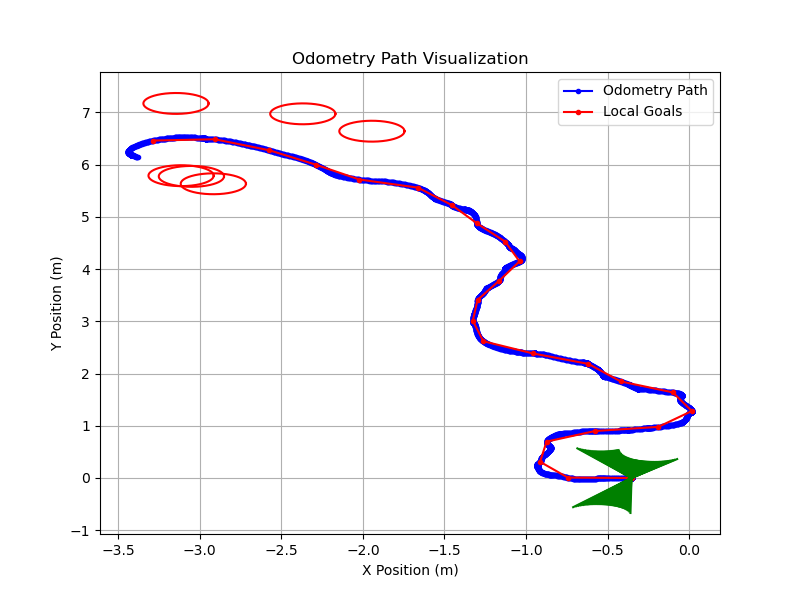 Odometry Path Visualization
Odometry Path
Local Goals
Y Position (m)
7
6
5
4
3
2
1
0
−1
−3.5 −3.0 −2.5 −2.0 −1.5 −1.0 −0.5 0.0
X Position (m)